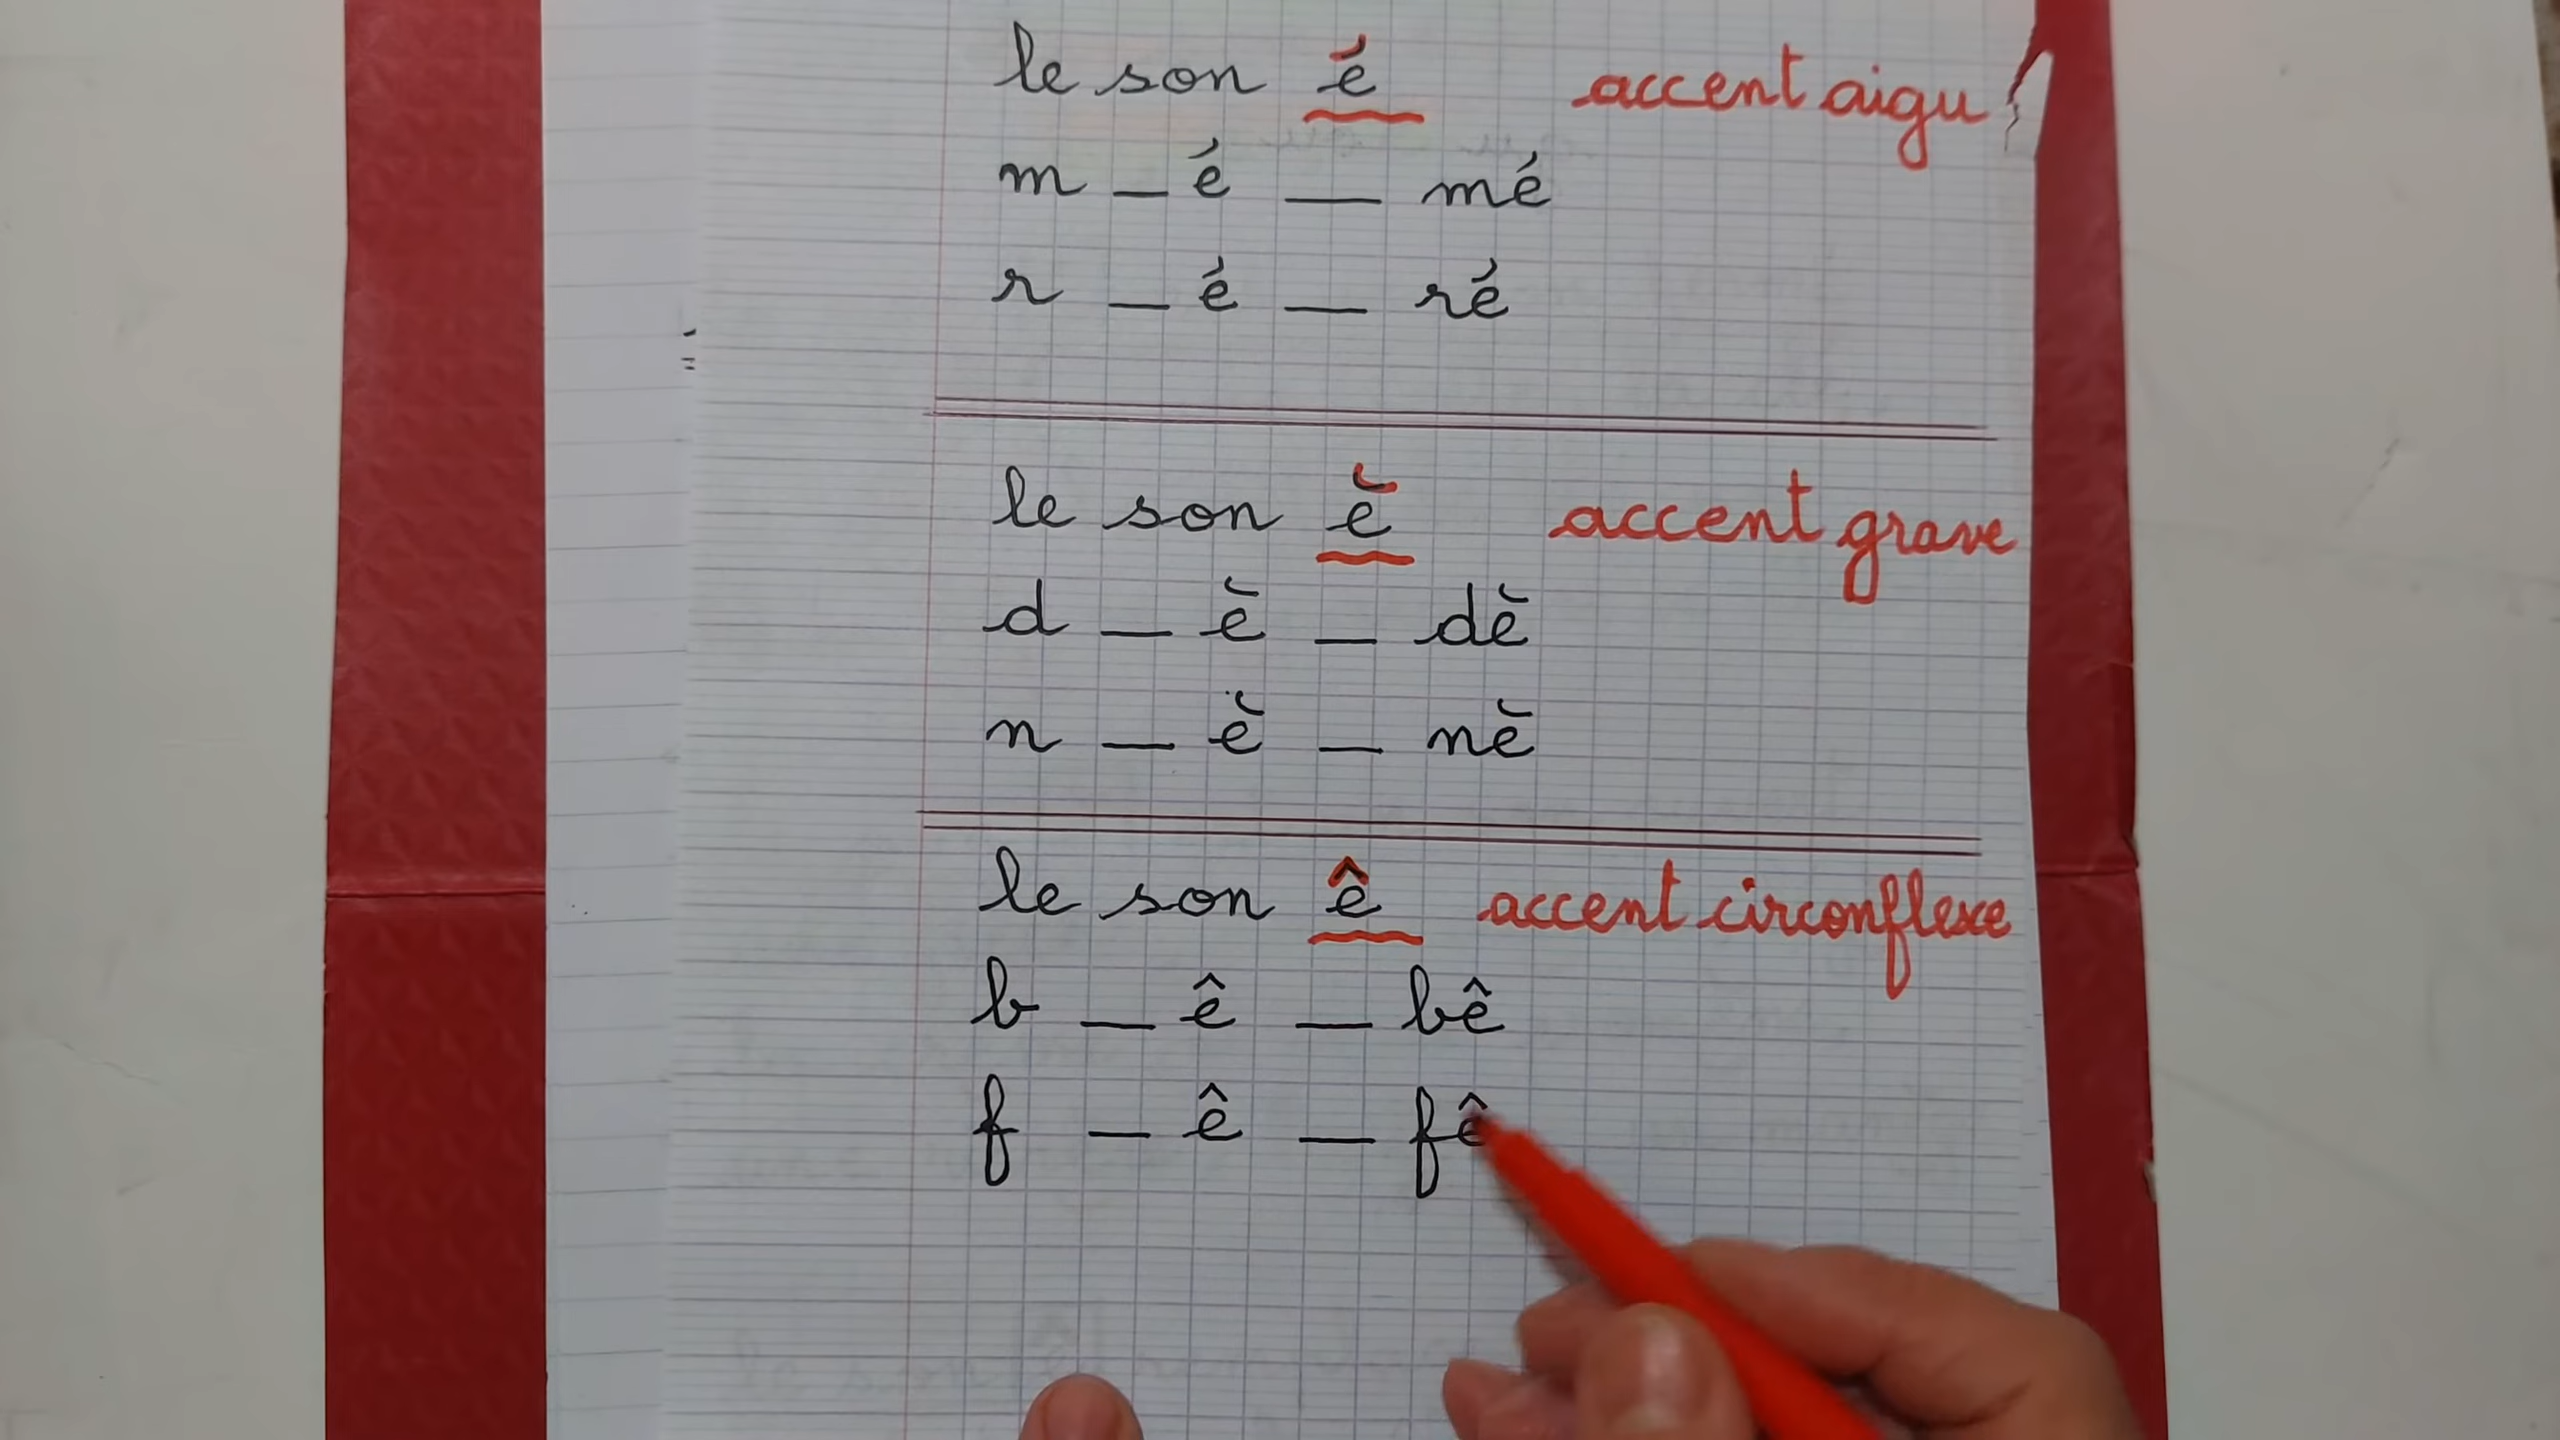 le son é accent aigu
m _ é _ mé
r _ é _ ré
le son è accent grave
d _ è _ dè
n _ è _ nè
le son ê accent circonflexe
b _ ê _ bê
f _ ê _ fê